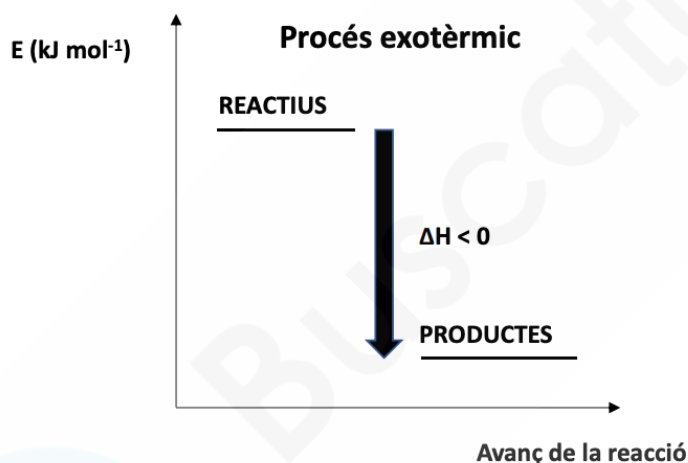 Procés exotèrmic
E (kJ mol⁻¹)
REACTIUS
ΔH < 0
PRODUCTES
Avanç de la reacció